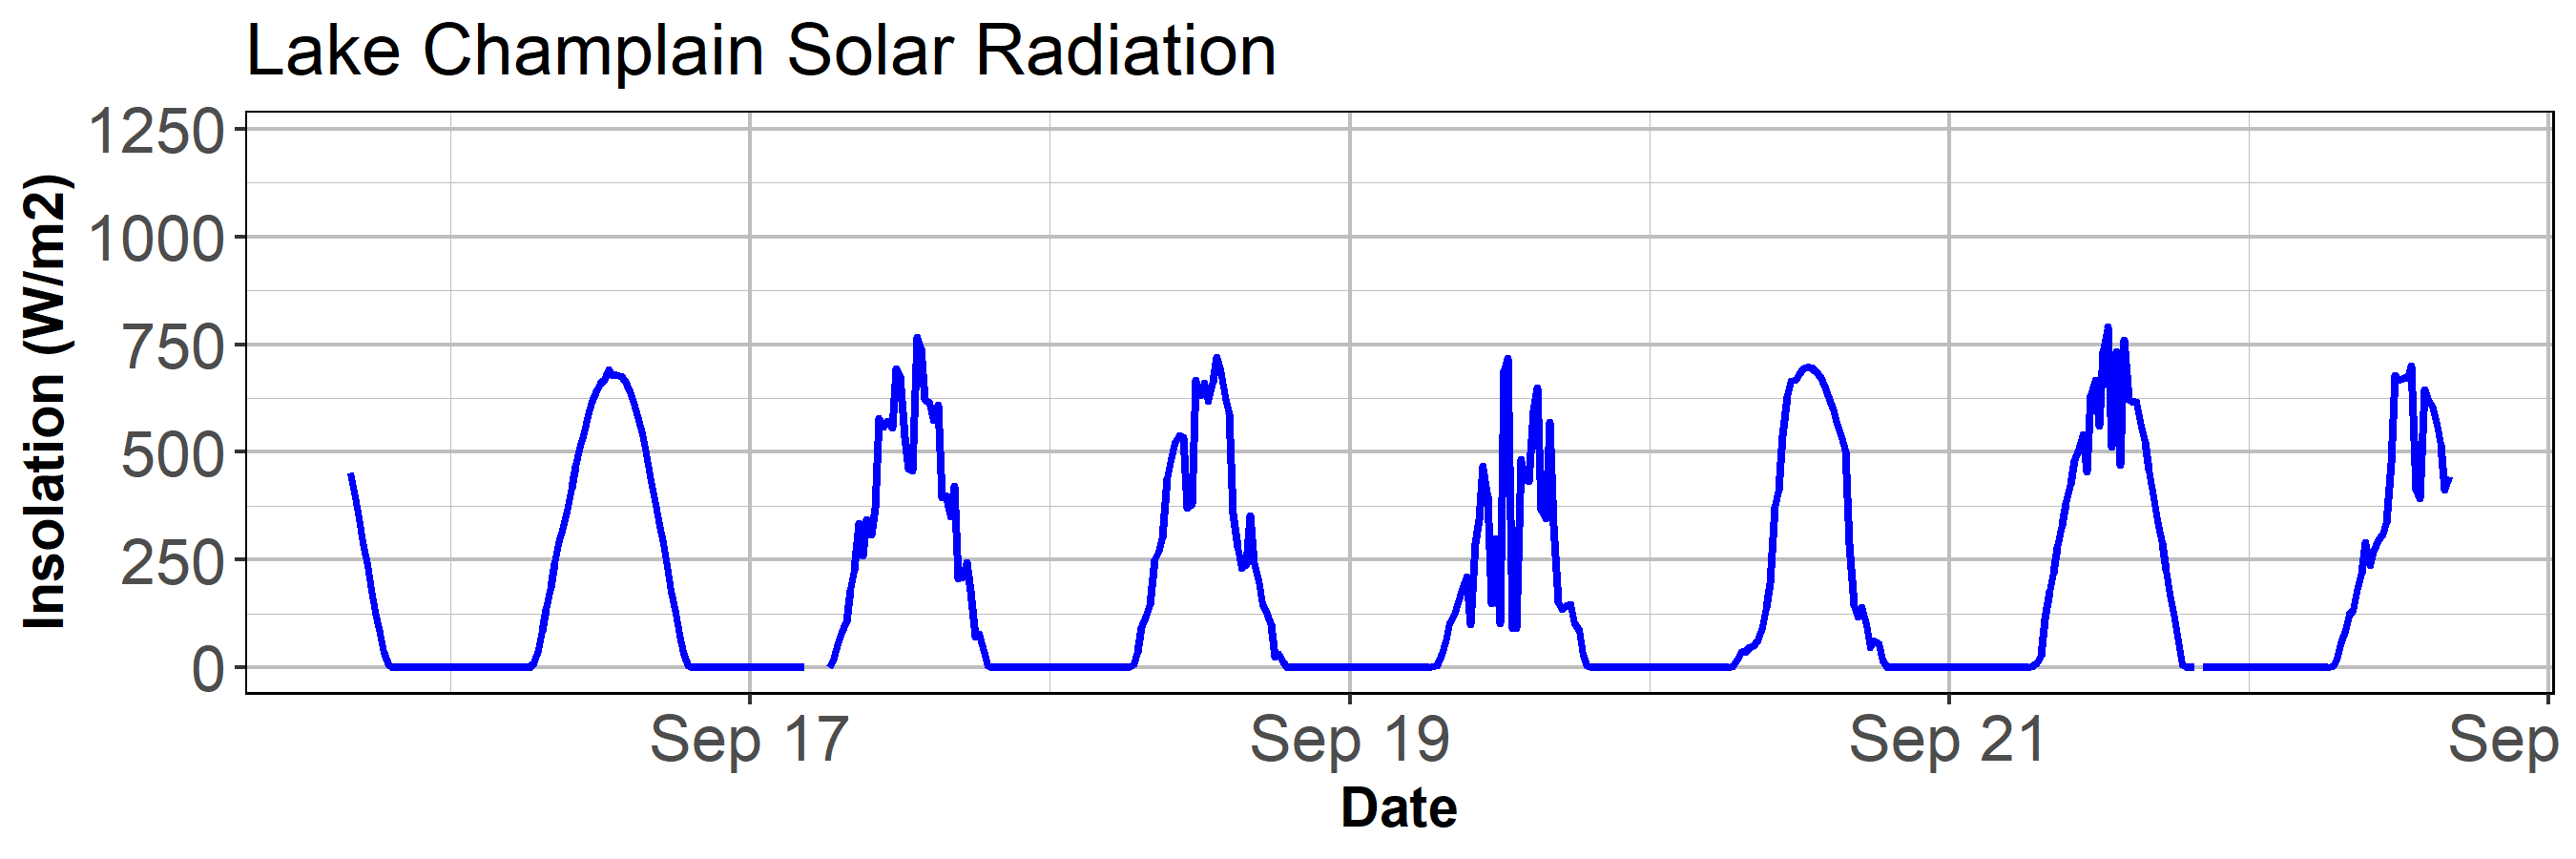 Lake Champlain Solar Radiation
1250
1000
750
500
250
0
Insolation (W/m2)
Sep 17
Sep 19
Sep 21
Sep
Date